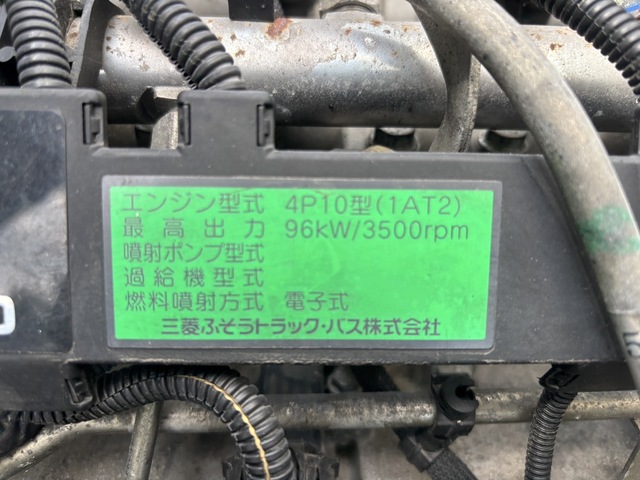 エンジン型式 4P10型(1AT2)
最高出力 96kW/3500rpm
噴射ポンプ型式
過給機型式
燃料噴射方式 電子式
三菱ふそうトラック・バス株式会社